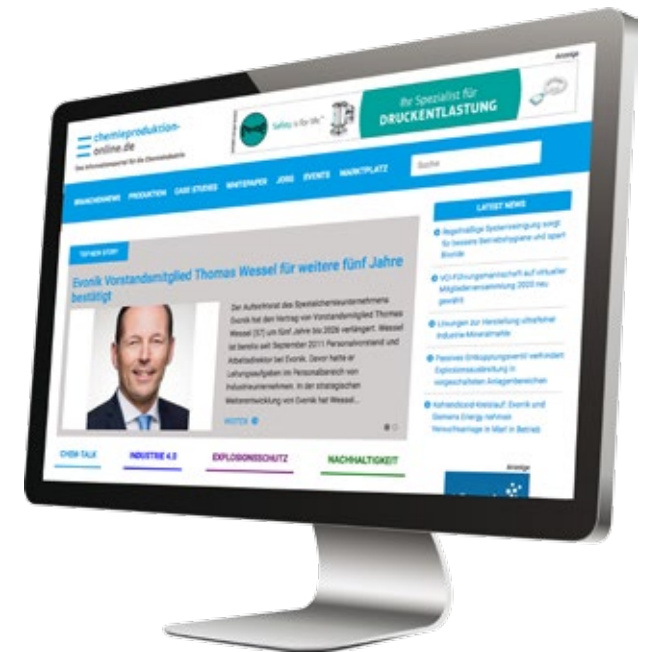 Anzeige
chemieproduktion-
online.de
Das Informationsportal für die Chemieindustrie
Safety is for life.™
Ihr Spezialist für
DRUCKENTLASTUNG
BRANCHENNEWS PRODUKTION CASE STUDIES WHITEPAPER JOBS EVENTS MARKTPLATZ
Suche
TOP-NEW-STORY
Evonik Vorstandsmitglied Thomas Wessel für weitere fünf Jahre
bestätigt
Der Aufsichtsrat des Spezialchemieunternehmens
Evonik hat den Vertrag von Vorstandsmitglied Thomas
Wessel (57) um fünf Jahre bis 2026 verlängert. Wessel
ist bereits seit September 2011 Personalvorstand und
Arbeitsdirektor bei Evonik. Davor hatte er
Leitungsaufgaben im Personalbereich von
Industrieunternehmen. In der strategischen
Weiterentwicklung von Evonik hat Wessel...
WEITER
LATEST NEWS
Regelmäßige Systemreinigung sorgt
für bessere Betriebshygiene und spart
Biozide
VCI-Führungsmannschaft auf virtueller
Mitgliederversammlung 2020 neu
gewählt
Lösungen zur Herstellung ultrafeiner
Industrie-Minerale
Passives Entkopplungsventil verhindert
Explosionsausbreitung in
vorgeschalteten Anlagenbereichen
Evonik und
Siemens Energy nehmen
Versuchsanlage in Marl in Betrieb
CHEM-TALK INDUSTRIE 4.0 EXPLOSIONSSCHUTZ NACHHALTIGKEIT
Anzeige